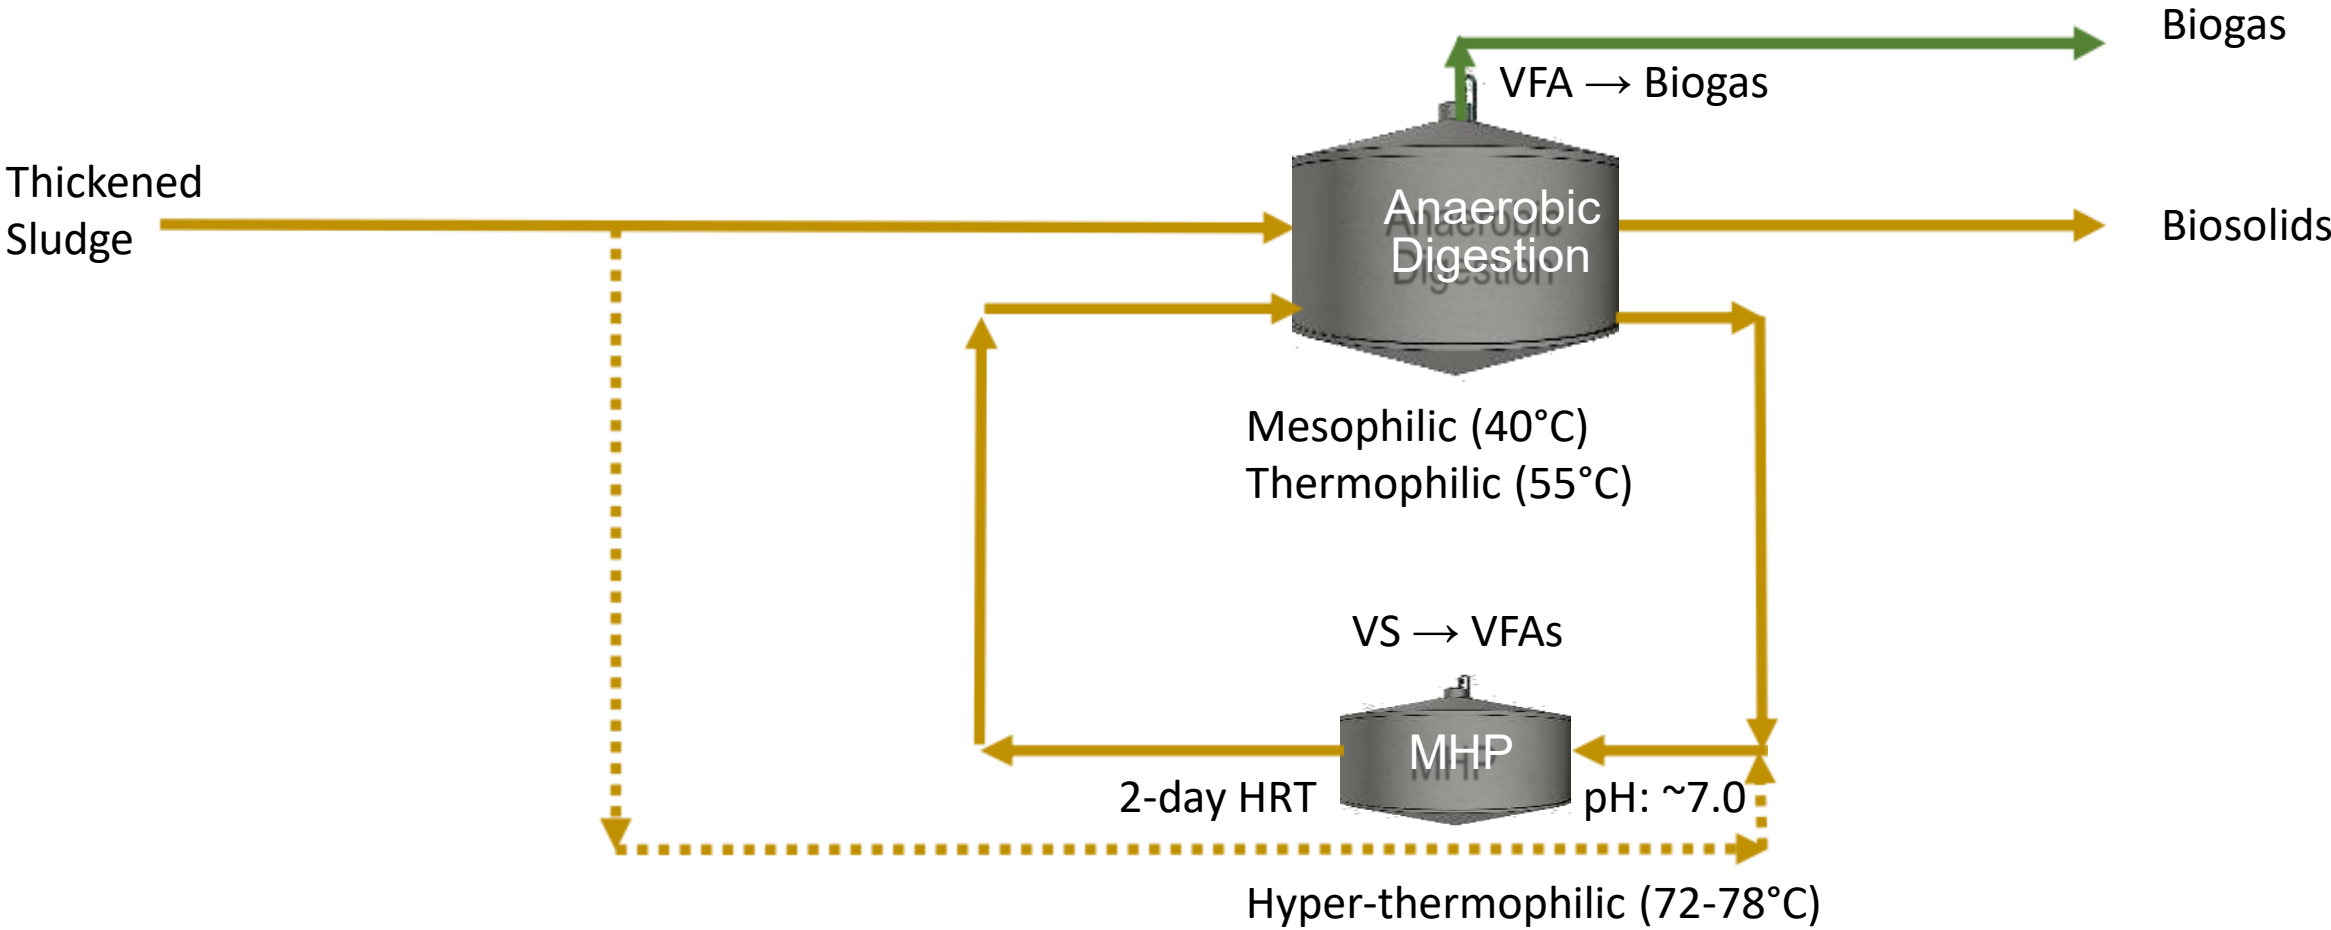 Biogas
VFA → Biogas
Thickened
Sludge
Anaerobic
Digestion
Biosolids
Mesophilic (40°C)
Thermophilic (55°C)
VS → VFAs
MHP
2-day HRT
pH: ~7.0
Hyper-thermophilic (72-78°C)